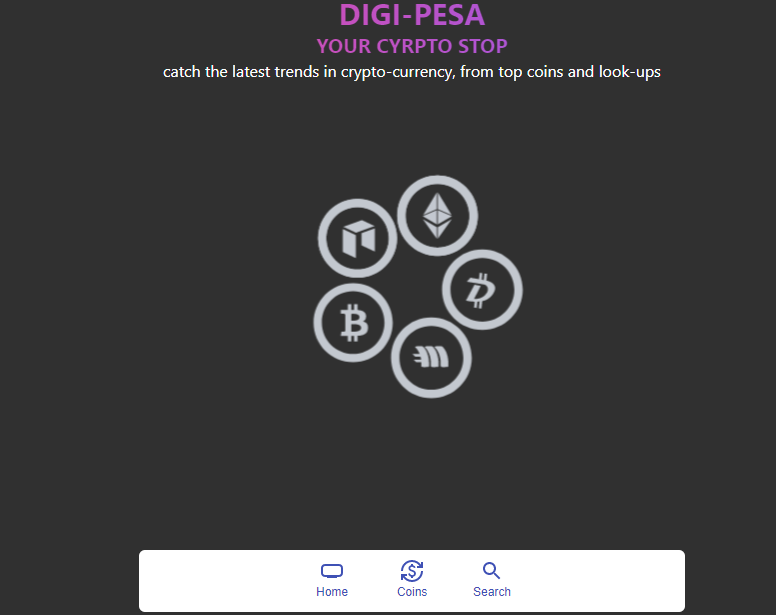 DIGI-PESA
YOUR CYRPTO STOP
catch the latest trends in crypto-currency, from top coins and look-ups
Home
Coins
Search